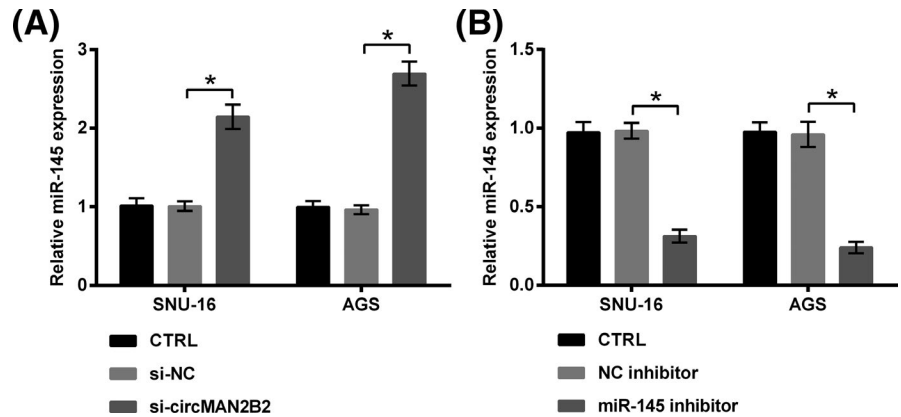 (A)
Relative miR-145 expression
3
2
1
0
*
*
SNU-16 AGS
CTRL
si-NC
si-circMAN2B2
(B)
Relative miR-145 expression
1.5
1.0
0.5
0.0
*
*
SNU-16 AGS
CTRL
NC inhibitor
miR-145 inhibitor